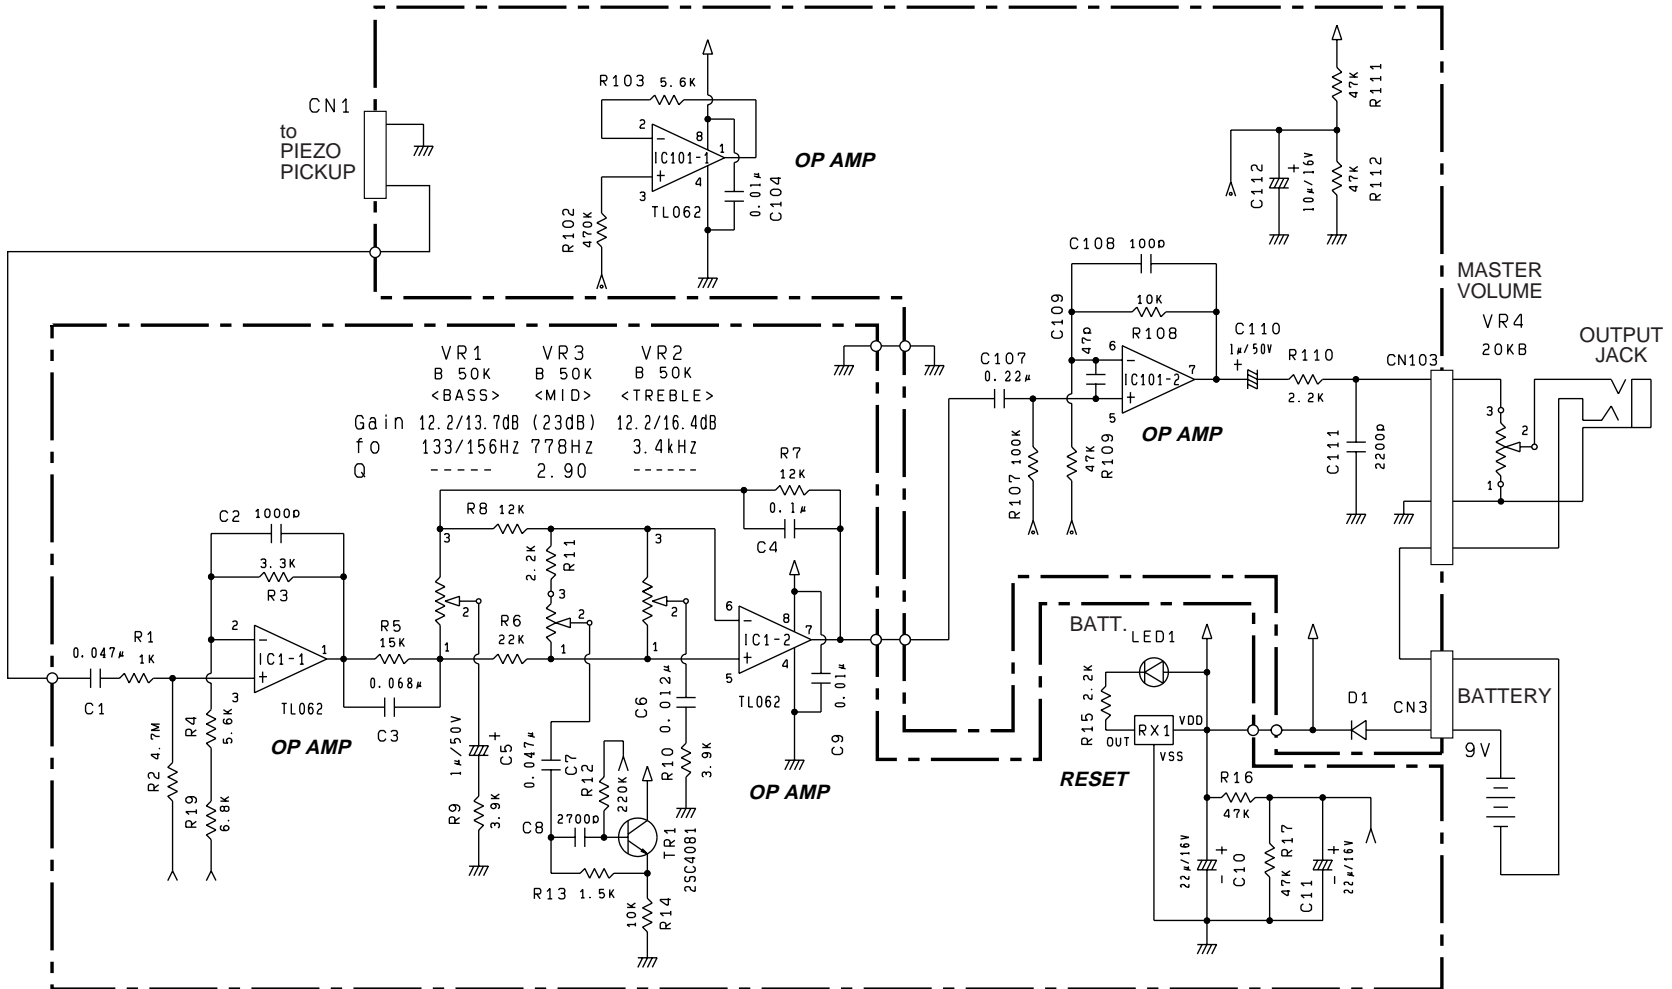 CN1
to
PIEZO
PICKUP
R103 5.6K
2
8
1
IC101-1
4
3
TL062
0.01μ
C104
OP AMP
R102
470K
47K
R111
47K
R112
C112
+
10μ/16V
C108 100p
10K
R108
C109
47p
6
7
IC101-2
5
OP AMP
C107
0.22μ
C110
1μ/50V
+
R110
2.2K
R107 100K
47K
R109
C111
2200p
CN103
MASTER
VOLUME
VR4
20KB
3
2
1
OUTPUT
JACK
VR1 VR3 VR2
B 50K B 50K B 50K
<BASS> <MID> <TREBLE>
Gain 12.2/13.7dB (23dB) 12.2/16.4dB
fo 133/156Hz 778Hz 3.4kHz
Q ----- 2.90 ------
C2 1000p
3.3K
R3
2
1
IC1-1
3
TL062
OP AMP
0.047μ
C1
R1
1K
R2 4.7M
R4
5.6K
R19
6.8K
R5
15K
0.068μ
C3
R8 12K
3
2
1
R6
22K
2.2K
R11
3
2
1
3
2
1
R7
12K
0.1μ
C4
6
8
7
IC1-2
4
5
TL062
0.01μ
C9
OP AMP
1μ/50V
+
C5
R9
3.9K
0.047μ
C7
C8
2700p
R12
220K
R13 1.5K
TR1
2SC4081
10K
R14
C6
0.012μ
R10
3.9K
BATT.
LED1
R15
2.2K
RX1
OUT
VDD
VSS
RESET
R16
47K
22μ/16V
+
-
C10
47K R17
C11
+
-
22μ/16V
D1
CN3
BATTERY
9V